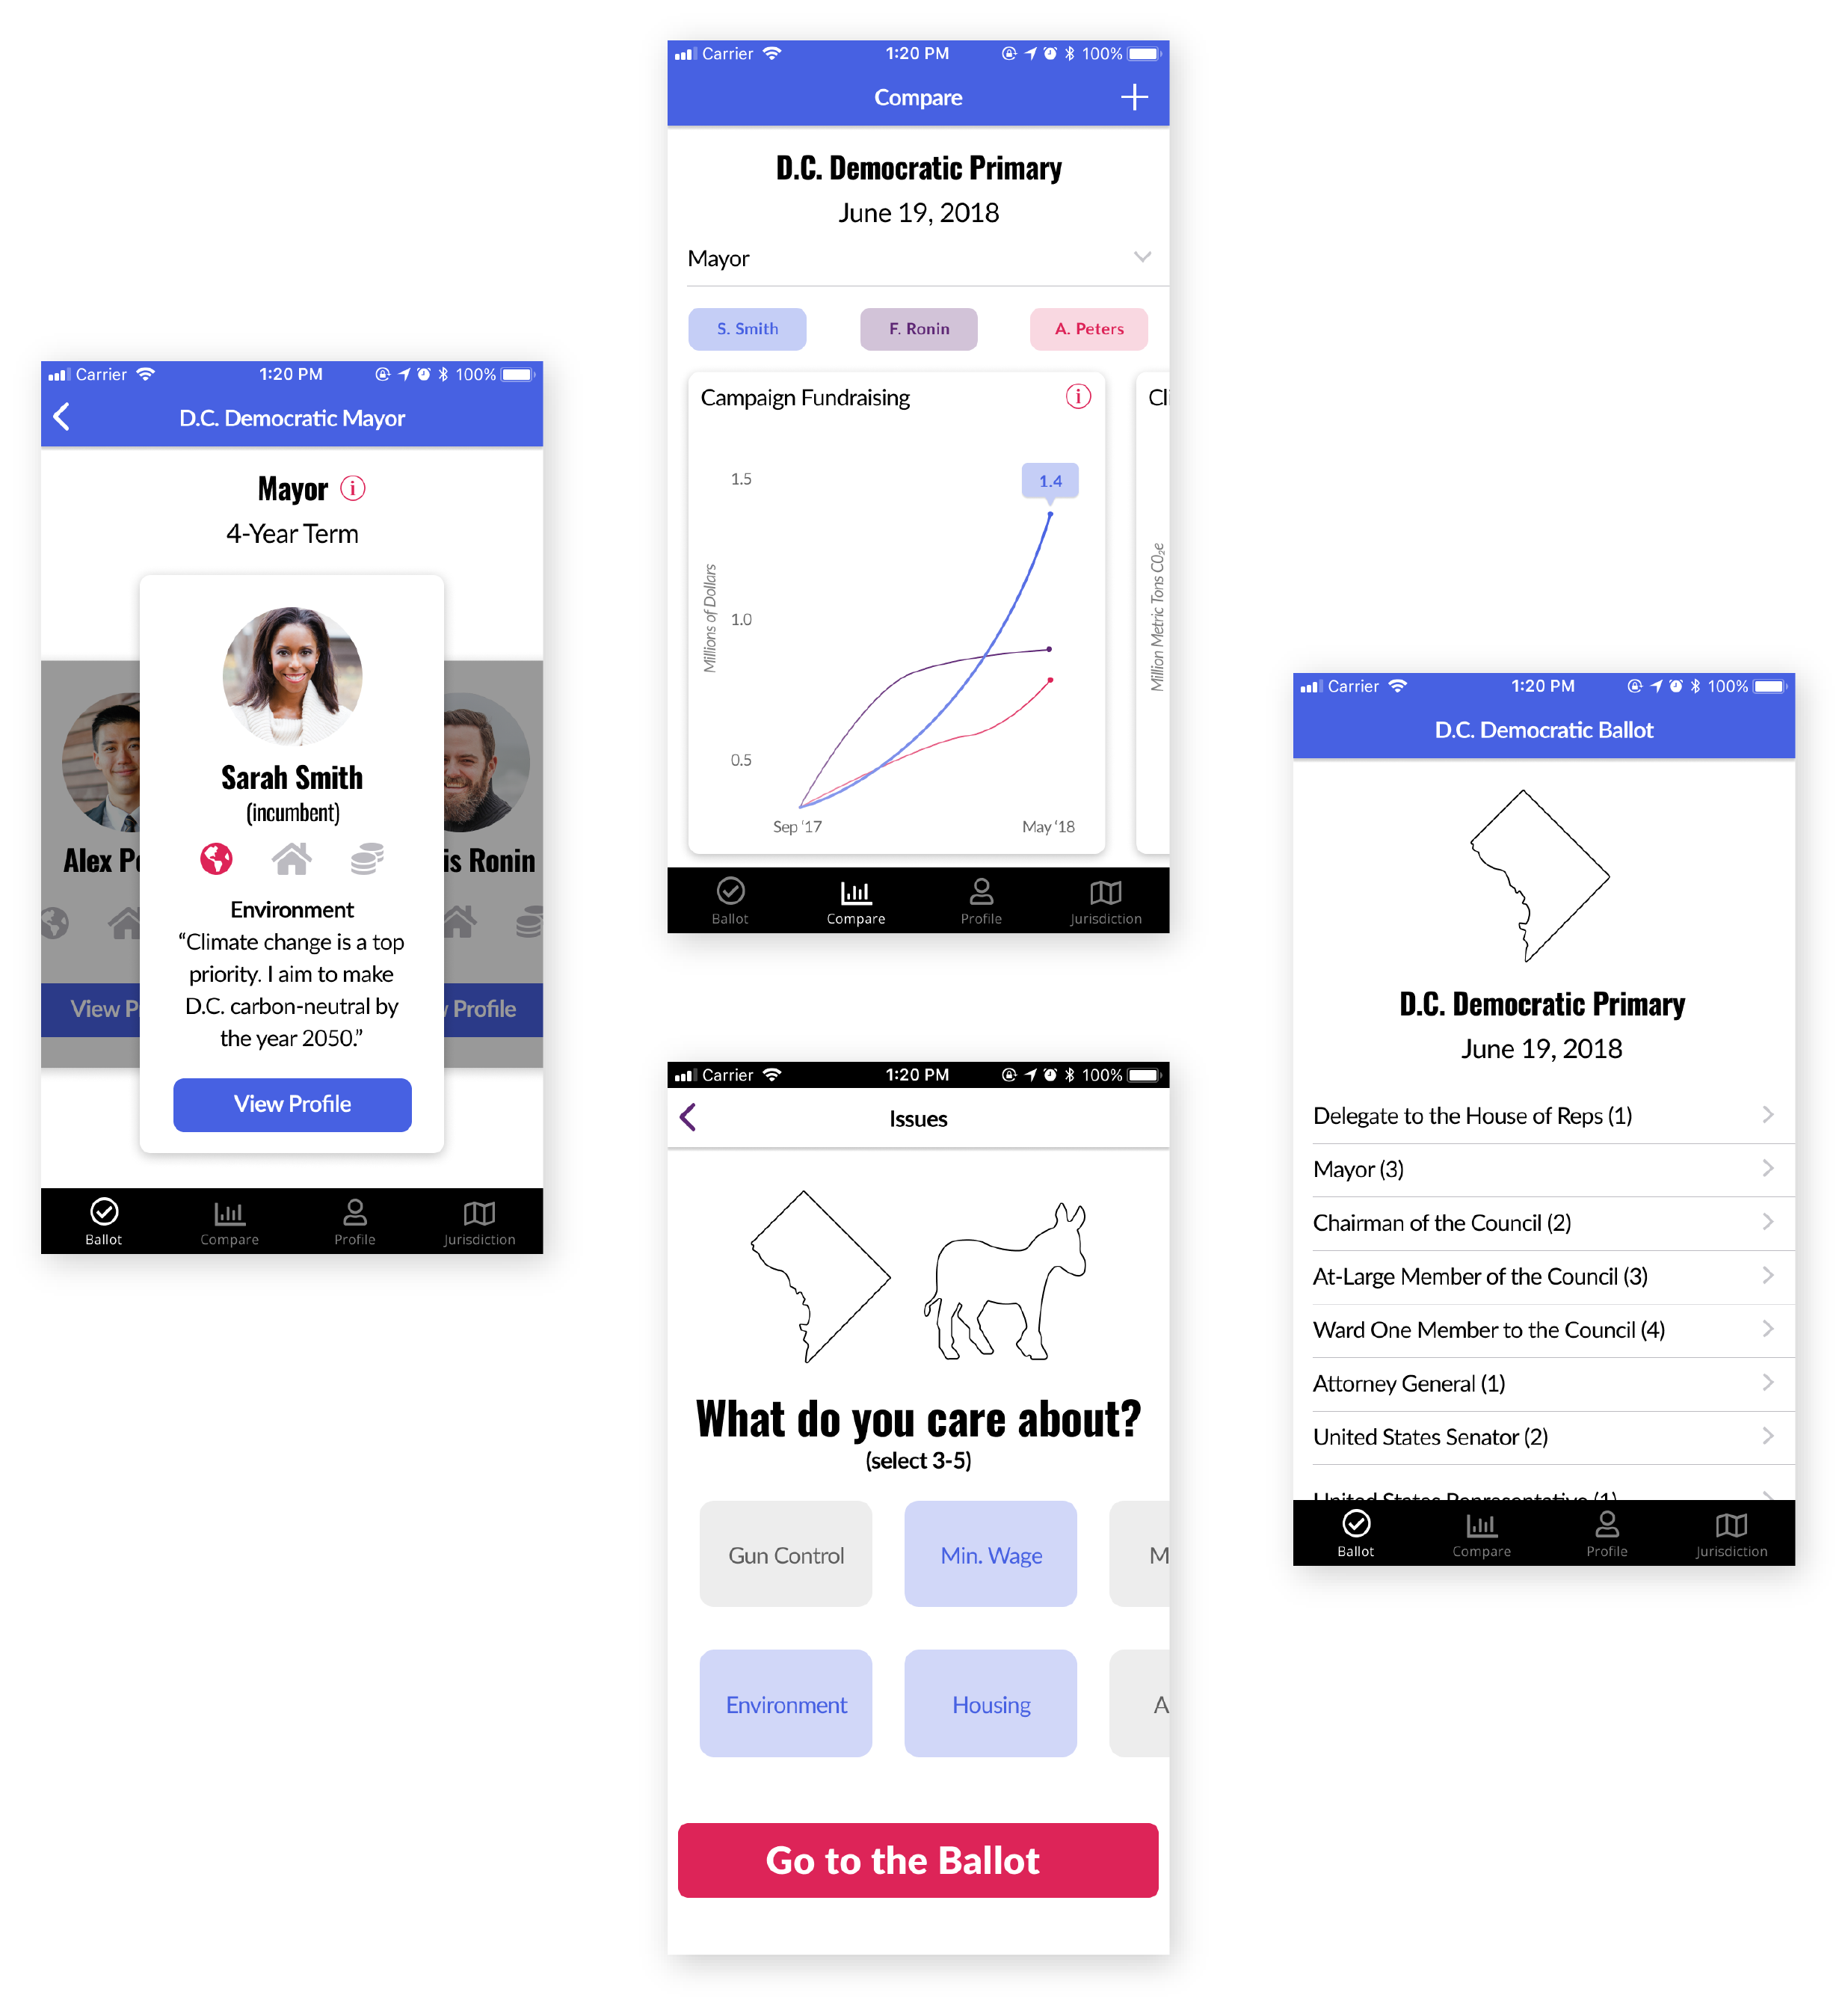 Carrier 1:20 PM 100%
D.C. Democratic Mayor
Mayor i
4-Year Term
Sarah Smith
(incumbent)
Alex
Ronin
Environment
“Climate change is a top
priority. I aim to make
D.C. carbon-neutral by
the year 2050.”
View
Profile
View Profile
Ballot Compare Profile Jurisdiction
Carrier 1:20 PM 100%
Compare
D.C. Democratic Primary
June 19, 2018
Mayor
S. Smith F. Ronin A. Peters
Campaign Fundraising i
Millions of Dollars
1.5
1.4
1.0
0.5
Sep ‘17 May ‘18
Million Metric Tons CO₂e
Ballot Compare Profile Jurisdiction
Carrier 1:20 PM 100%
Issues
What do you care about?
(select 3-5)
Gun Control Min. Wage M
Environment Housing A
Go to the Ballot
Carrier 1:20 PM 100%
D.C. Democratic Ballot
D.C. Democratic Primary
June 19, 2018
Delegate to the House of Reps (1)
Mayor (3)
Chairman of the Council (2)
At-Large Member of the Council (3)
Ward One Member to the Council (4)
Attorney General (1)
United States Senator (2)
United States Representative (1)
Ballot Compare Profile Jurisdiction